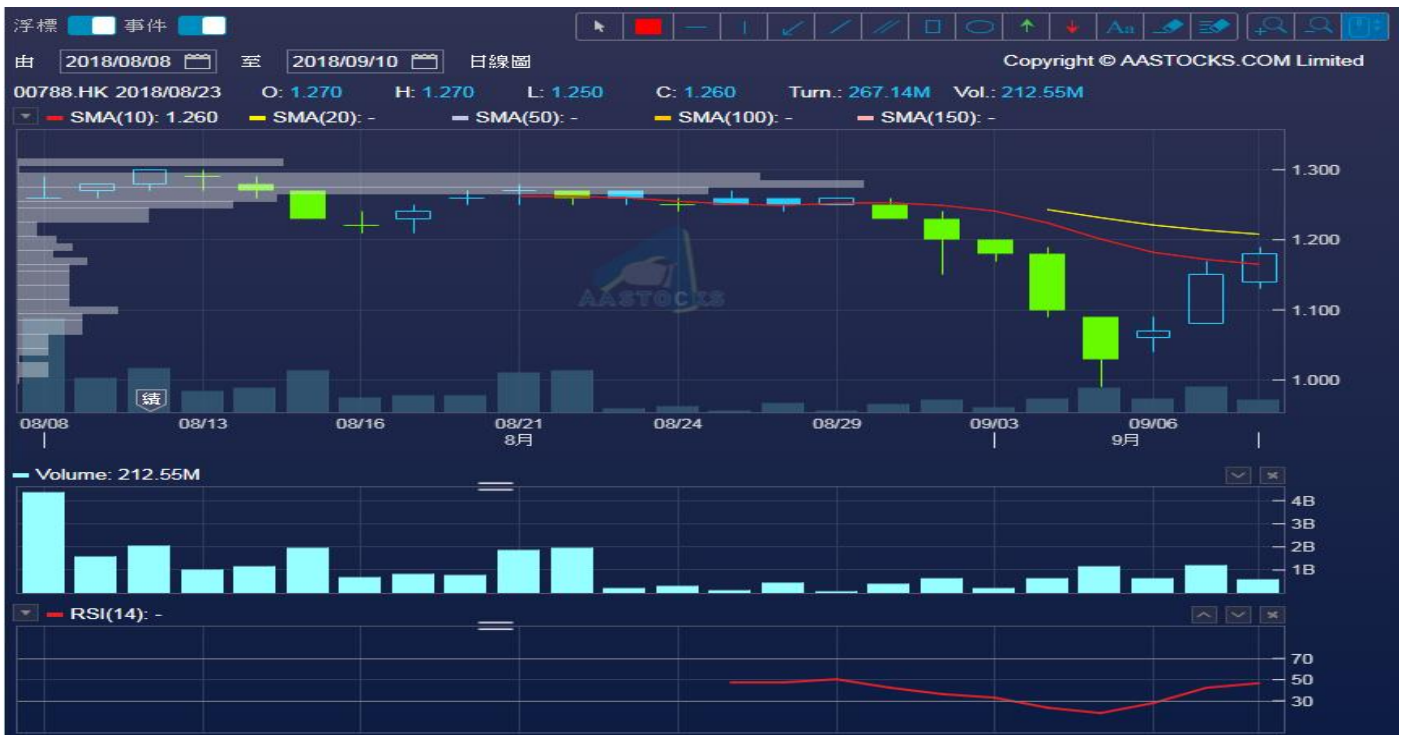 浮標 事件 Aa
由 2018/08/08 至 2018/09/10 日線圖 Copyright © AASTOCKS.COM Limited
00788.HK 2018/08/23 O: 1.270 H: 1.270 L: 1.250 C: 1.260 Turn.: 267.14M Vol.: 212.55M
SMA(10): 1.260 SMA(20): - SMA(50): - SMA(100): - SMA(150): -
1.300
1.200
AASTOCKS
1.100
1.000
績
08/08 08/13 08/16 08/21 08/24 08/29 09/03 09/06
8月 9月
Volume: 212.55M
4B
3B
2B
1B
RSI(14): -
70
50
30